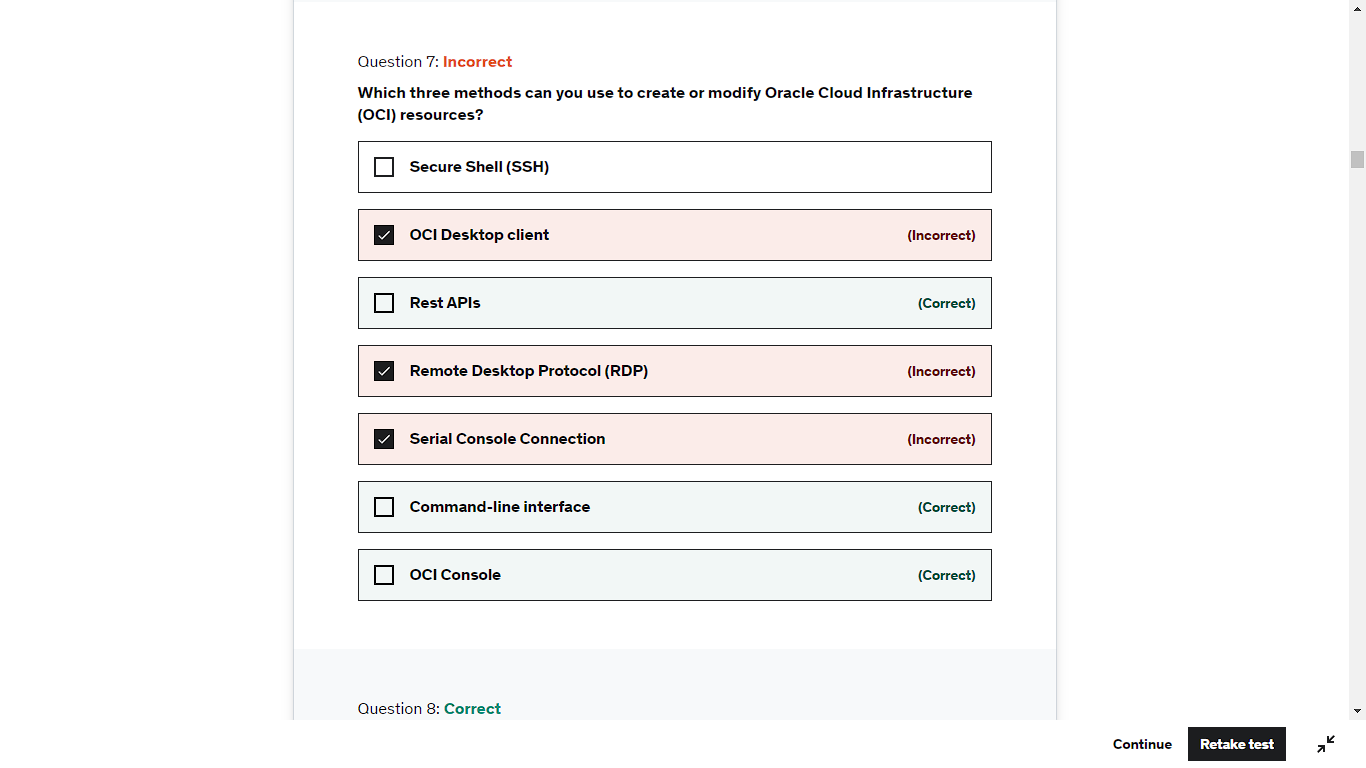 Question 7: Incorrect
Which three methods can you use to create or modify Oracle Cloud Infrastructure
(OCI) resources?
Secure Shell (SSH)
OCI Desktop client (Incorrect)
Rest APIs (Correct)
Remote Desktop Protocol (RDP) (Incorrect)
Serial Console Connection (Incorrect)
Command-line interface (Correct)
OCI Console (Correct)
Question 8: Correct
Continue Retake test